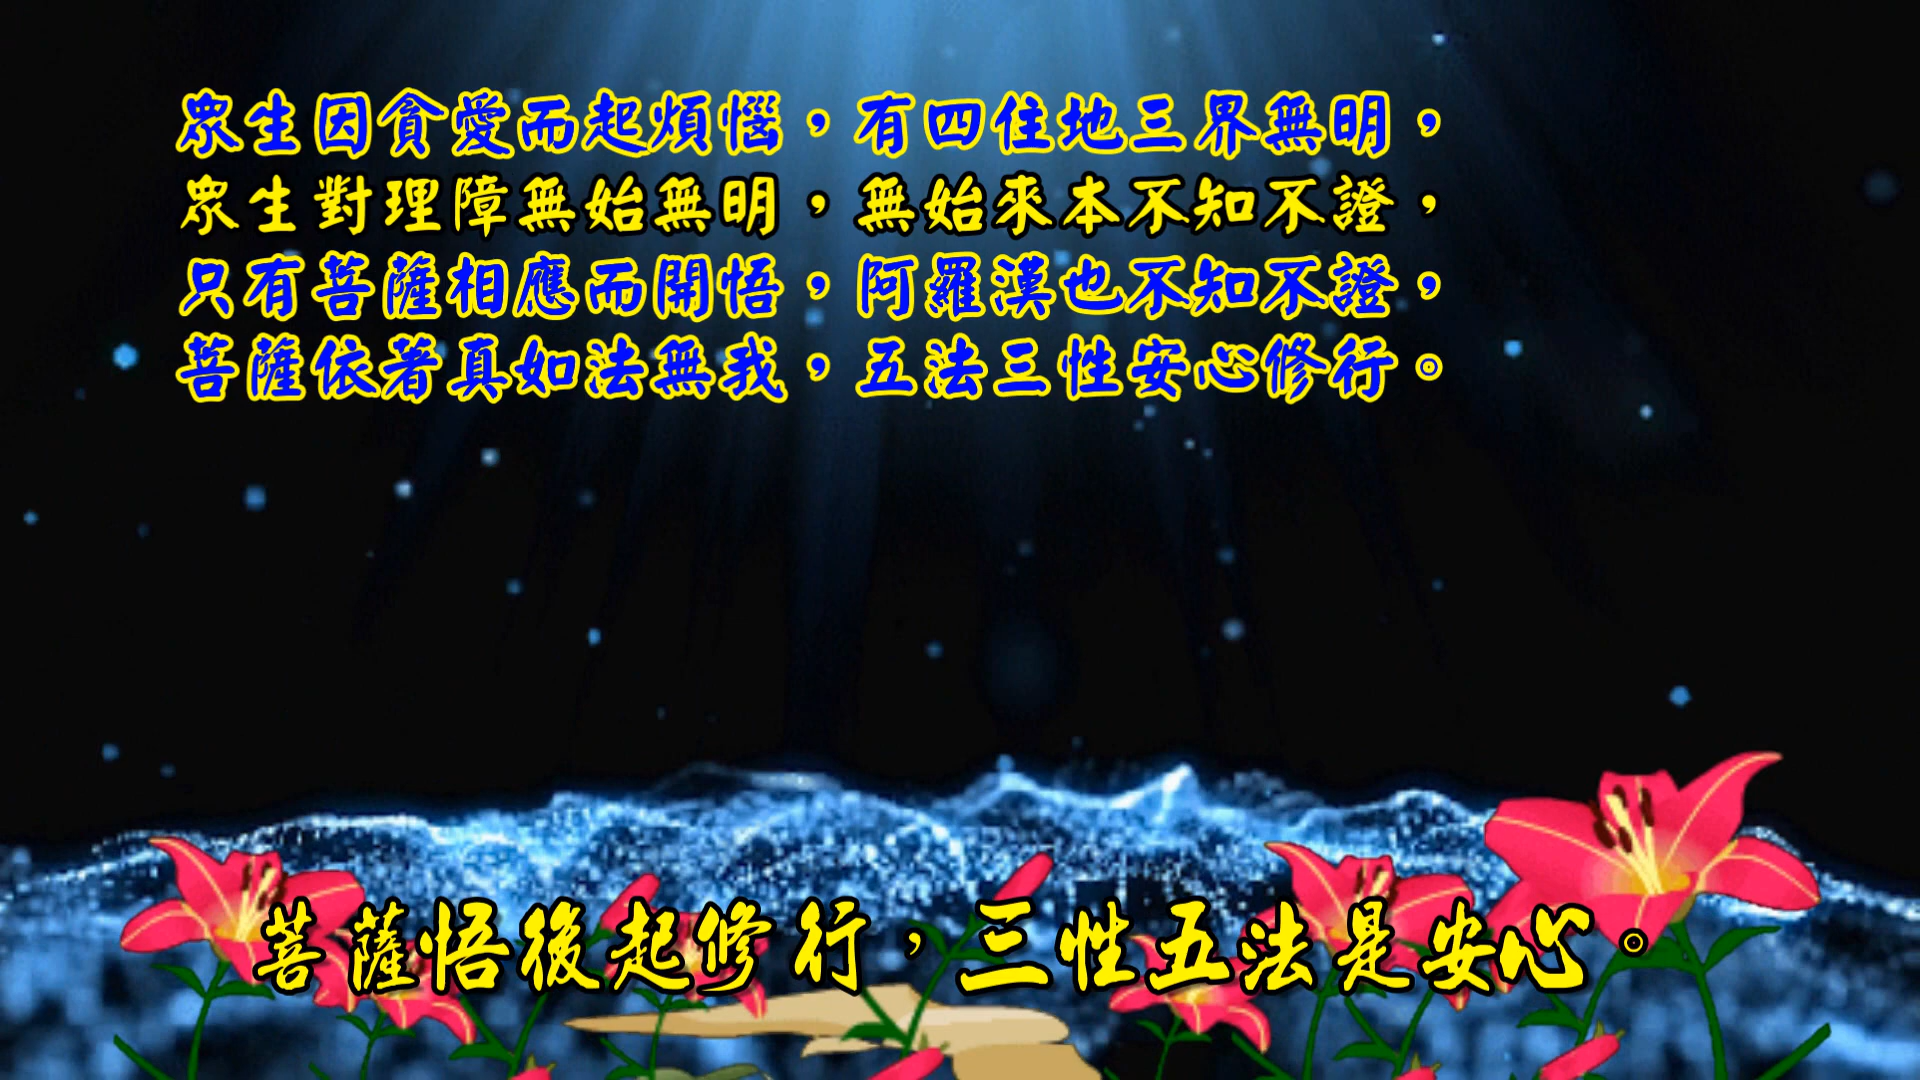 眾生因貪愛而起煩惱，有四住地三界無明，
眾生對理障無始無明，無始來本不知不證，
只有菩薩相應而開悟，阿羅漢也不知不證，
菩薩依著真如法無我，五法三性安心修行。
菩薩悟後起修行，三性五法是安心。